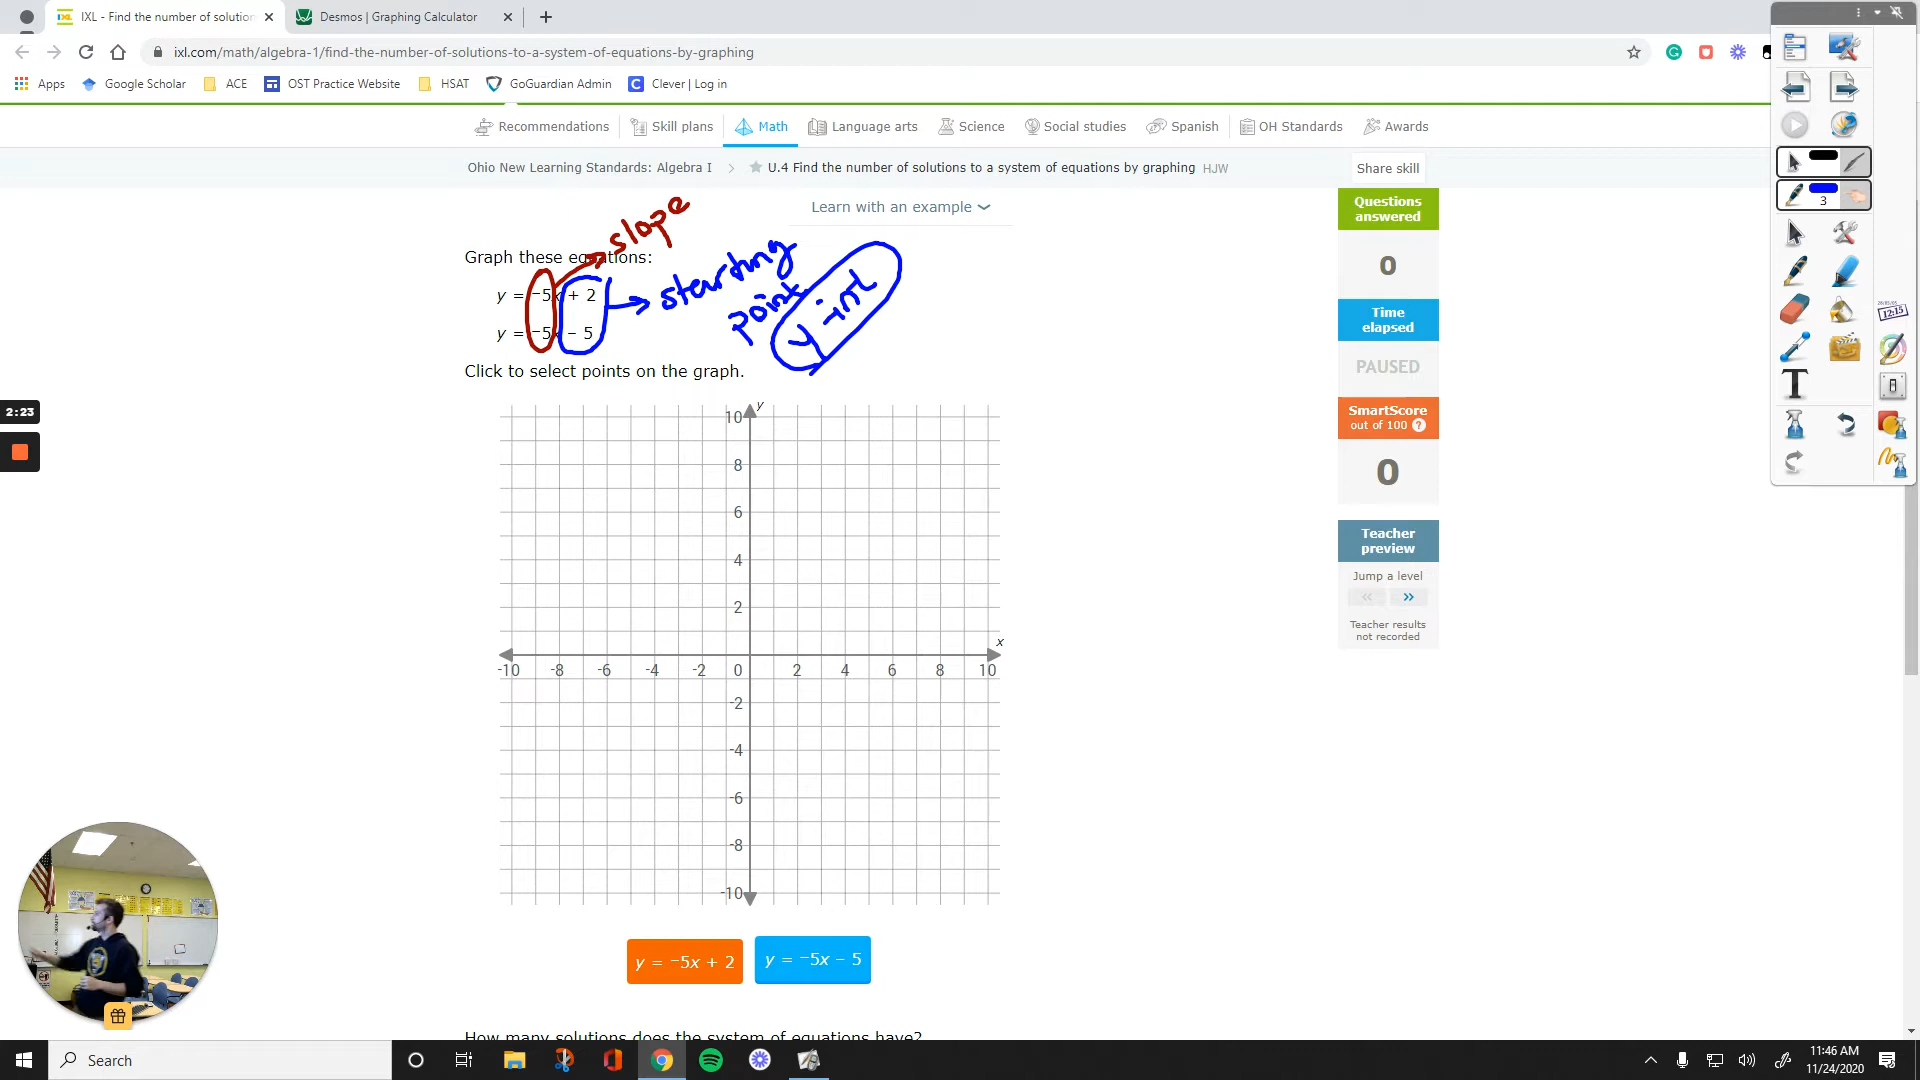 IXL - Find the number of solution
Desmos | Graphing Calculator
ixl.com/math/algebra-1/find-the-number-of-solutions-to-a-system-of-equations-by-graphing
Apps
Google Scholar
ACE
OST Practice Website
HSAT
GoGuardian Admin
Clever | Log in
Recommendations
Skill plans
Math
Language arts
Science
Social studies
Spanish
OH Standards
Awards
Ohio New Learning Standards: Algebra I
U.4 Find the number of solutions to a system of equations by graphing HJW
Share skill
Learn with an example
slope
Graph these equations:
y = -5x + 2
y = -5x - 5
starting
point
y-int
Click to select points on the graph.
y
10
8
6
4
2
x
-10 -8 -6 -4 -2 0 2 4 6 8 10
-2
-4
-6
-8
-10
y = -5x + 2
y = -5x - 5
How many solutions does the system of equations have?
Questions
answered
0
Time
elapsed
PAUSED
SmartScore
out of 100 ?
0
Teacher
preview
Jump a level
<< >>
Teacher results
not recorded
3
12:15
T
2:23
Search
11:46 AM
11/24/2020